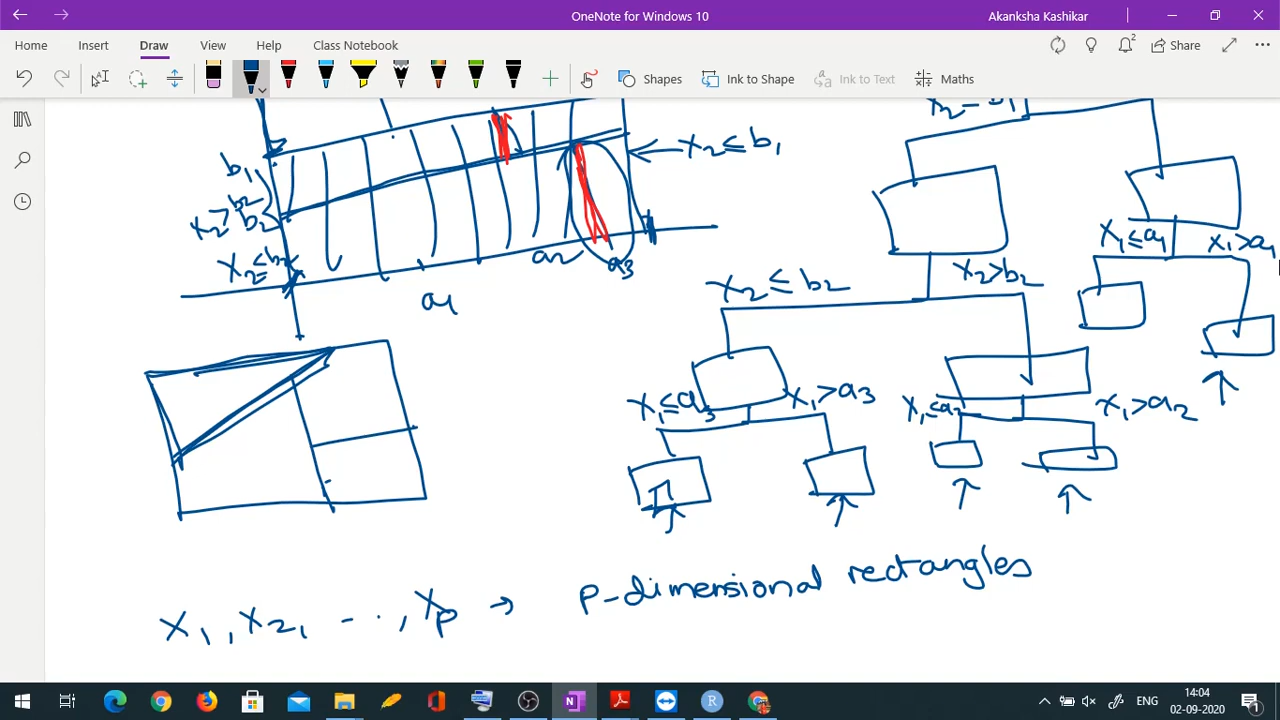 OneNote for Windows 10
Akanksha Kashikar
Home Insert Draw View Help Class Notebook
Share
Shapes
Ink to Shape
Ink to Text
Maths
b1
b2
x2 > b2
x2 ≤ b2
a1
a2
a3
x2 ≤ b1
x1 ≤ a1
x1 > a1
x2 ≤ b2
x2 > b2
x1 ≤ a3
x1 > a3
x1 ≤ a2
x1 > a2
x1, x2, ..., xp → p-dimensional rectangles
ENG
14:04
02-09-2020